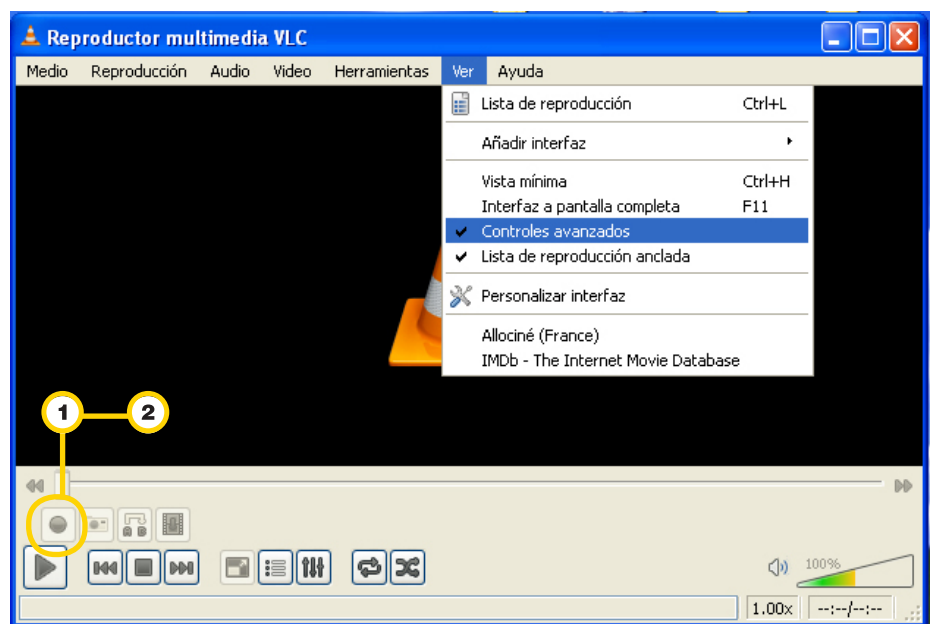 Reproductor multimedia VLC
Medio Reproducción Audio Video Herramientas Ver Ayuda
Lista de reproducción Ctrl+L
Añadir interfaz
Vista mínima Ctrl+H
Interfaz a pantalla completa F11
Controles avanzados
Lista de reproducción anclada
Personalizar interfaz
Allociné (France)
IMDb - The Internet Movie Database
1 2
A B
100%
1.00x --:--/--:--